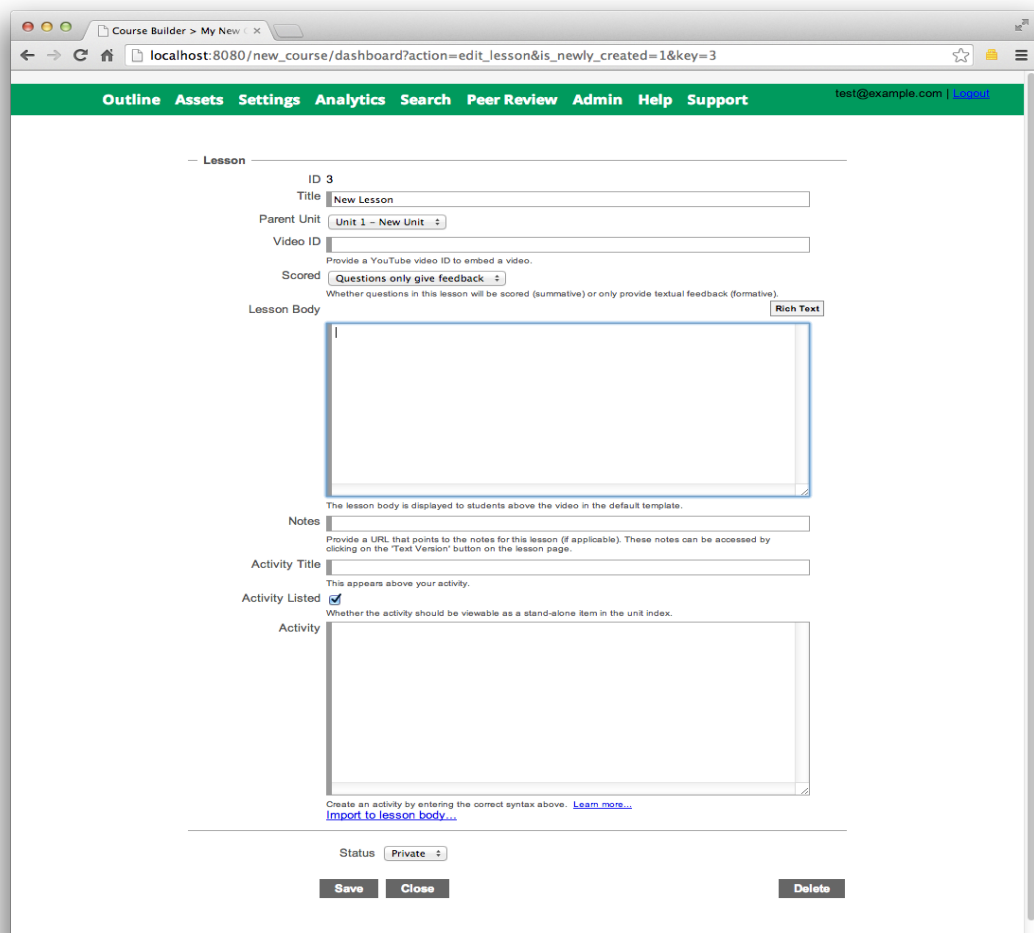 Course Builder > My New
localhost:8080/new_course/dashboard?action=edit_lesson&is_newly_created=1&key=3
Outline Assets Settings Analytics Search Peer Review Admin Help Support test@example.com | Logout
Lesson
ID 3
Title New Lesson
Parent Unit Unit 1 – New Unit
Video ID
Provide a YouTube video ID to embed a video.
Scored Questions only give feedback
Whether questions in this lesson will be scored (summative) or only provide textual feedback (formative).
Lesson Body Rich Text
The lesson body is displayed to students above the video in the default template.
Notes
Provide a URL that points to the notes for this lesson (if applicable). These notes can be accessed by
clicking on the 'Text Version' button on the lesson page.
Activity Title
This appears above your activity.
Activity Listed
Whether the activity should be viewable as a stand-alone item in the unit index.
Activity
Create an activity by entering the correct syntax above. Learn more...
Import to lesson body...
Status Private
Save Close Delete